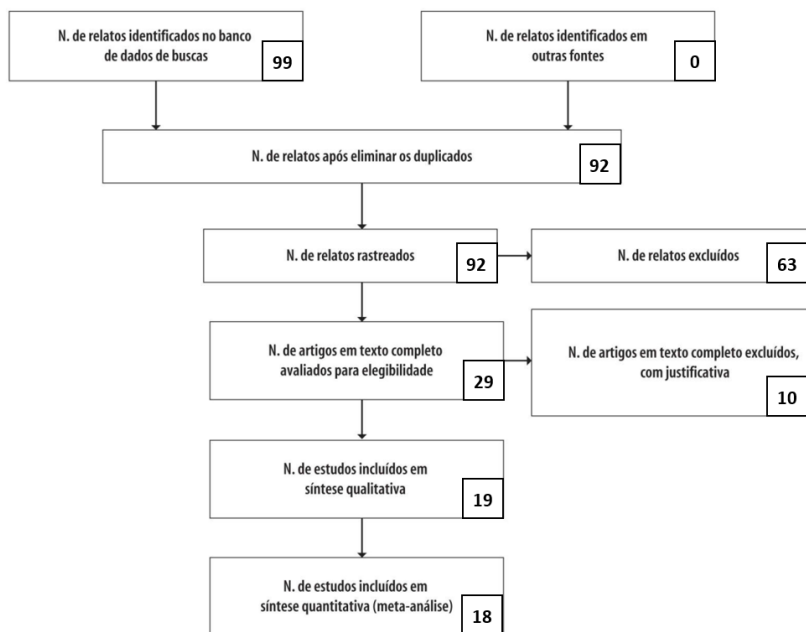 N. de relatos identificados no banco
de dados de buscas
99
N. de relatos identificados em
outras fontes
0
N. de relatos após eliminar os duplicados
92
N. de relatos rastreados
92
N. de relatos excluídos
63
N. de artigos em texto completo
avaliados para elegibilidade
29
N. de artigos em texto completo excluídos,
com justificativa
10
N. de estudos incluídos em
síntese qualitativa
19
N. de estudos incluídos em
síntese quantitativa (meta-análise)
18